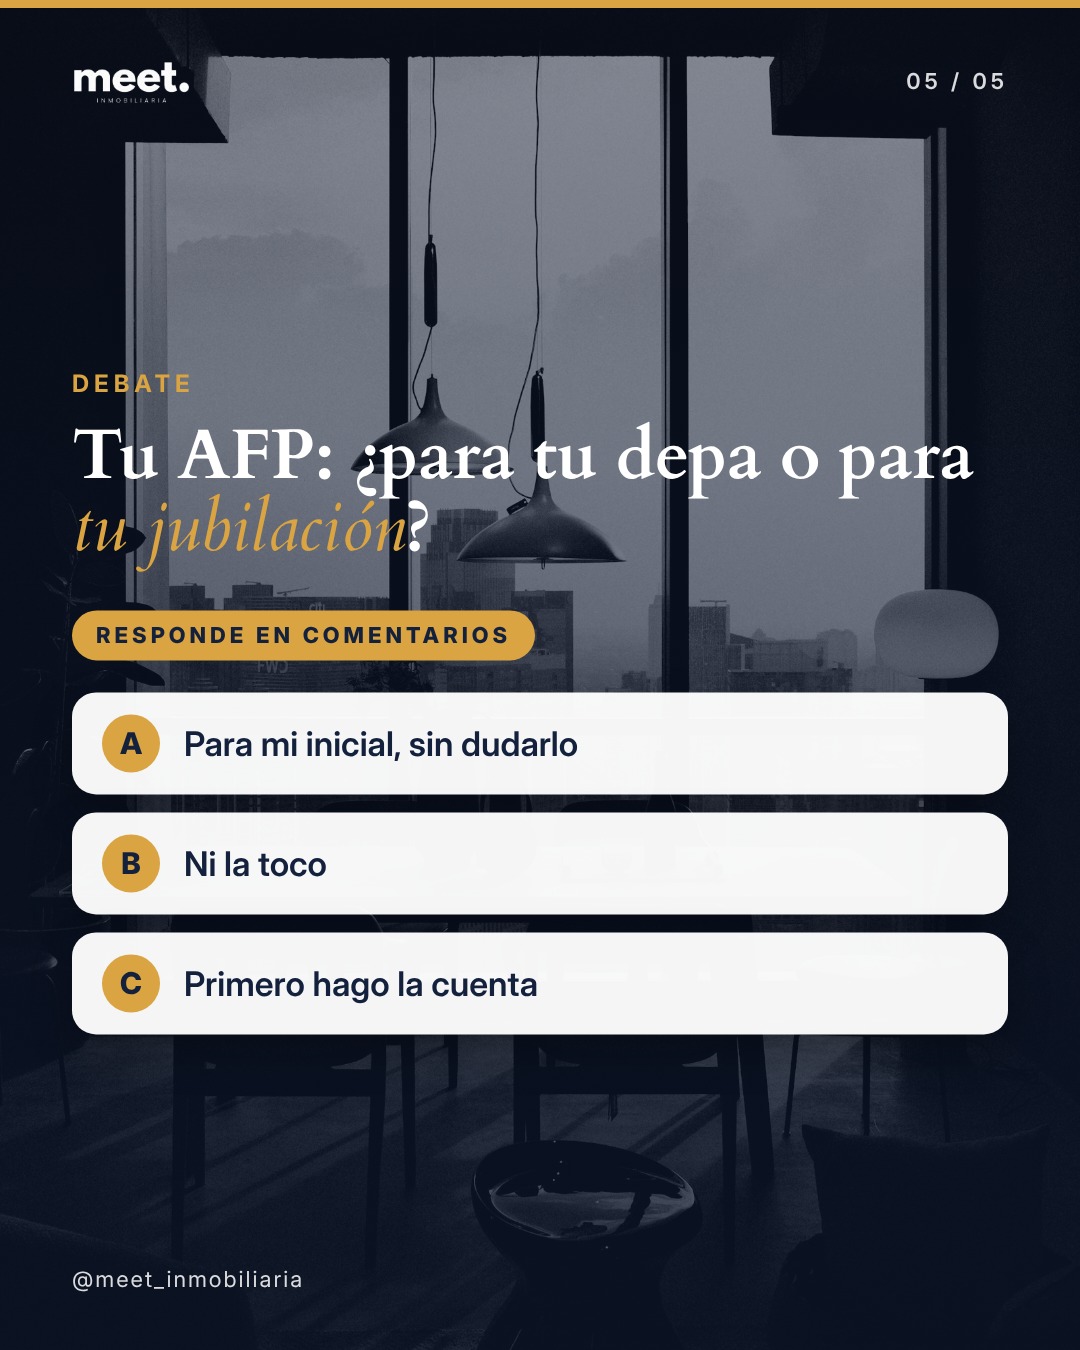 meet.
INMOBILIARIA
05 / 05
DEBATE
Tu AFP: ¿para tu depa o para
tu jubilación?
RESPONDE EN COMENTARIOS
A Para mi inicial, sin dudarlo
B Ni la toco
C Primero hago la cuenta
@meet_inmobiliaria
FWD